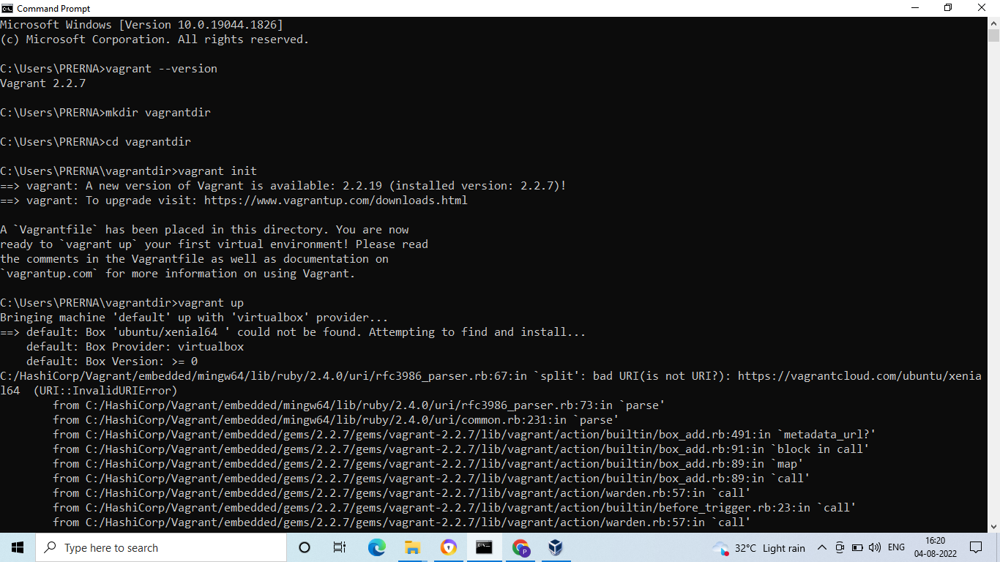 Command Prompt
Microsoft Windows [Version 10.0.19044.1826]
(c) Microsoft Corporation. All rights reserved.
C:\Users\PRERNA>vagrant --version
Vagrant 2.2.7
C:\Users\PRERNA>mkdir vagrantdir
C:\Users\PRERNA>cd vagrantdir
C:\Users\PRERNA\vagrantdir>vagrant init
==> vagrant: A new version of Vagrant is available: 2.2.19 (installed version: 2.2.7)!
==> vagrant: To upgrade visit: https://www.vagrantup.com/downloads.html
A `Vagrantfile` has been placed in this directory. You are now
ready to `vagrant up` your first virtual environment! Please read
the comments in the Vagrantfile as well as documentation on
`vagrantup.com` for more information on using Vagrant.
C:\Users\PRERNA\vagrantdir>vagrant up
Bringing machine 'default' up with 'virtualbox' provider...
==> default: Box 'ubuntu/xenial64 ' could not be found. Attempting to find and install...
    default: Box Provider: virtualbox
    default: Box Version: >= 0
C:/HashiCorp/Vagrant/embedded/mingw64/lib/ruby/2.4.0/uri/rfc3986_parser.rb:67:in `split': bad URI(is not URI?): https://vagrantcloud.com/ubuntu/xenia
l64  (URI::InvalidURIError)
        from C:/HashiCorp/Vagrant/embedded/mingw64/lib/ruby/2.4.0/uri/rfc3986_parser.rb:73:in `parse'
        from C:/HashiCorp/Vagrant/embedded/mingw64/lib/ruby/2.4.0/uri/common.rb:231:in `parse'
        from C:/HashiCorp/Vagrant/embedded/gems/2.2.7/gems/vagrant-2.2.7/lib/vagrant/action/builtin/box_add.rb:491:in `metadata_url?'
        from C:/HashiCorp/Vagrant/embedded/gems/2.2.7/gems/vagrant-2.2.7/lib/vagrant/action/builtin/box_add.rb:91:in `block in call'
        from C:/HashiCorp/Vagrant/embedded/gems/2.2.7/gems/vagrant-2.2.7/lib/vagrant/action/builtin/box_add.rb:89:in `map'
        from C:/HashiCorp/Vagrant/embedded/gems/2.2.7/gems/vagrant-2.2.7/lib/vagrant/action/builtin/box_add.rb:89:in `call'
        from C:/HashiCorp/Vagrant/embedded/gems/2.2.7/gems/vagrant-2.2.7/lib/vagrant/action/warden.rb:57:in `call'
        from C:/HashiCorp/Vagrant/embedded/gems/2.2.7/gems/vagrant-2.2.7/lib/vagrant/action/builtin/before_trigger.rb:23:in `call'
        from C:/HashiCorp/Vagrant/embedded/gems/2.2.7/gems/vagrant-2.2.7/lib/vagrant/action/warden.rb:57:in `call'
Type here to search
P
32°C Light rain
ENG
16:20
04-08-2022